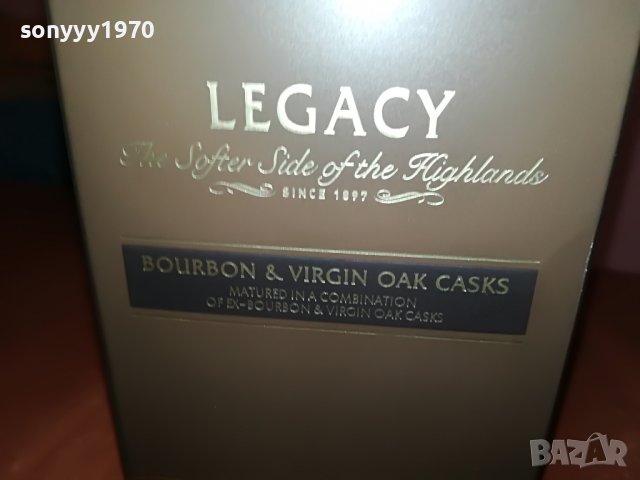 sonyyy1970
LEGACY
The Softer Side of the Highlands
SINCE 1897
BOURBON & VIRGIN OAK CASKS
MATURED IN A COMBINATION
OF EX-BOURBON & VIRGIN OAK CASKS
BAZAR